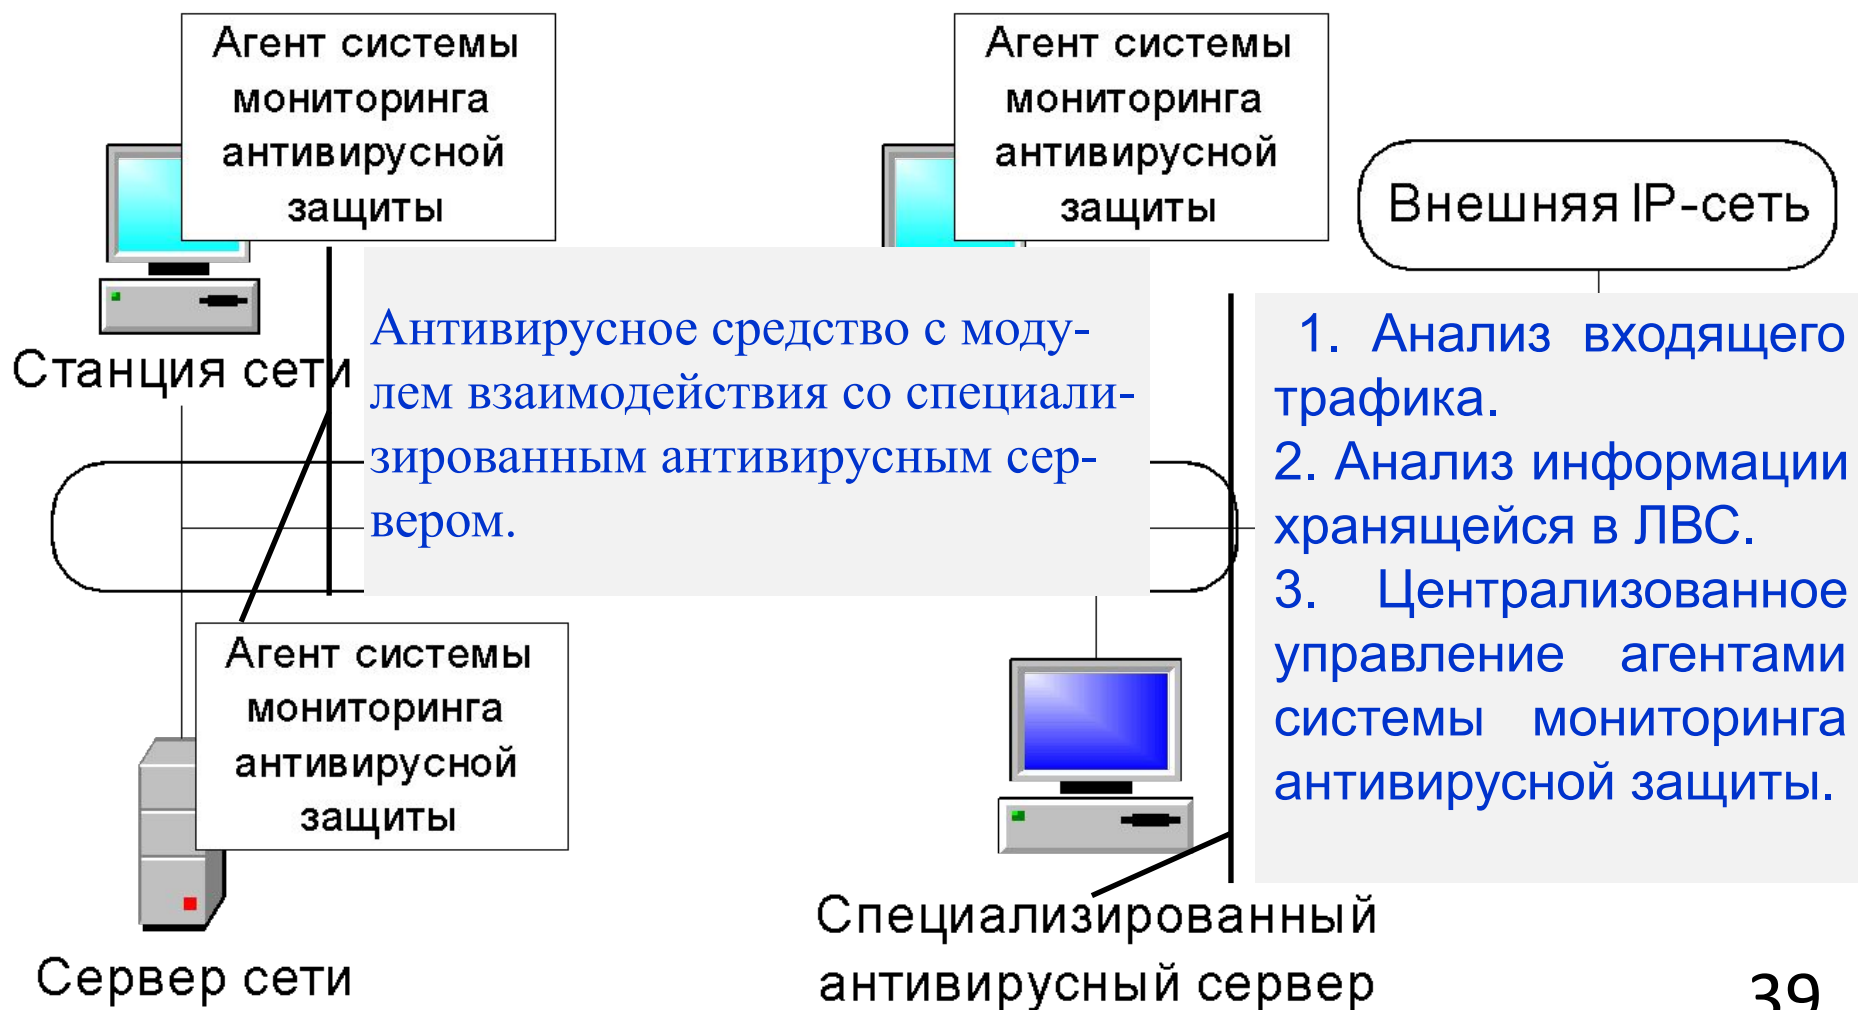 Агент системы
мониторинга
антивирусной
защиты
Агент системы
мониторинга
антивирусной
защиты
Внешняя IP-сеть
Станция сети
Антивирусное средство с моду-
лем взаимодействия со специали-
зированным антивирусным сер-
вером.
1. Анализ входящего
трафика.
2. Анализ информации
хранящейся в ЛВС.
3. Централизованное
управление агентами
системы мониторинга
антивирусной защиты.
Агент системы
мониторинга
антивирусной
защиты
Сервер сети
Специализированный
антивирусный сервер
39